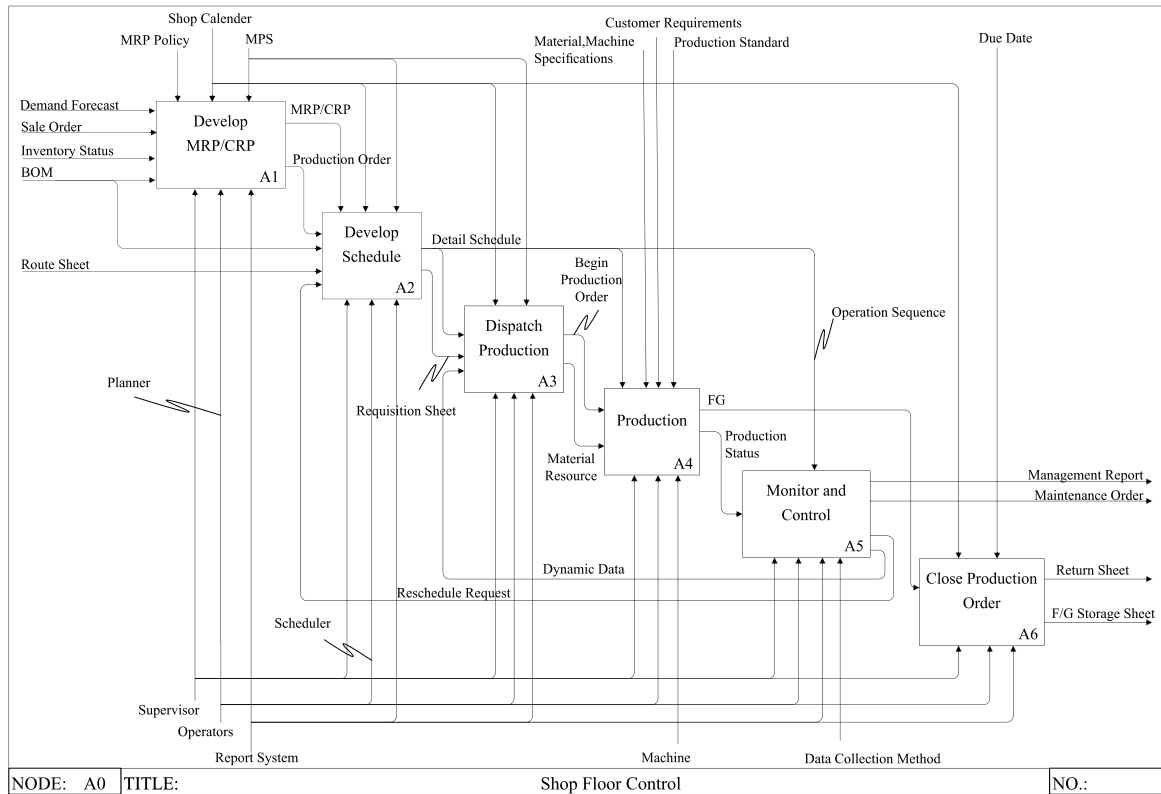 Shop Calender
Customer Requirements
MRP Policy
MPS
Material,Machine
Specifications
Production Standard
Due Date
Demand Forecast
Sale Order
Inventory Status
BOM
Develop
MRP/CRP
A1
MRP/CRP
Production Order
Route Sheet
Develop
Schedule
A2
Detail Schedule
Begin
Production
Order
Operation Sequence
Dispatch
Production
A3
Planner
Requisition Sheet
Material
Resource
Production
A4
FG
Production
Status
Monitor and
Control
A5
Management Report
Maintenance Order
Dynamic Data
Reschedule Request
Close Production
Order
A6
Return Sheet
F/G Storage Sheet
Scheduler
Supervisor
Operators
Report System
Machine
Data Collection Method
NODE: A0
TITLE:
Shop Floor Control
NO.: